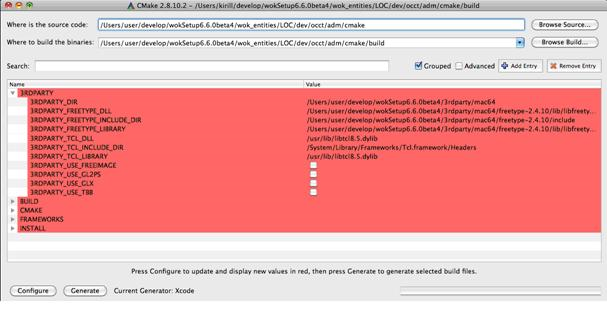 CMake 2.8.10.2 - /Users/kirill/develop/wokSetup6.6.0beta4/wok_entities/LOC/dev/occt/adm/cmake/build
Where is the source code: /Users/user/develop/wokSetup6.6.0beta4/wok_entities/LOC/dev/occt/adm/cmake Browse Source...
Where to build the binaries: /Users/user/develop/wokSetup6.6.0beta4/wok_entities/LOC/dev/occt/adm/cmake/build Browse Build...
Search: Grouped Advanced Add Entry Remove Entry
Name Value
3RDPARTY
3RDPARTY_DIR /Users/user/develop/wokSetup6.6.0beta4/3rdparty/mac64
3RDPARTY_FREETYPE_DLL /Users/user/develop/wokSetup6.6.0beta4/3rdparty/mac64/freetype-2.4.10/lib/libfreety...
3RDPARTY_FREETYPE_INCLUDE_DIR /Users/user/develop/wokSetup6.6.0beta4/3rdparty/mac64/freetype-2.4.10/include
3RDPARTY_FREETYPE_LIBRARY /Users/user/develop/wokSetup6.6.0beta4/3rdparty/mac64/freetype-2.4.10/lib/libfreety...
3RDPARTY_TCL_DLL /usr/lib/libtcl8.5.dylib
3RDPARTY_TCL_INCLUDE_DIR /System/Library/Frameworks/Tcl.framework/Headers
3RDPARTY_TCL_LIBRARY /usr/lib/libtcl8.5.dylib
3RDPARTY_USE_FREEIMAGE
3RDPARTY_USE_GL2PS
3RDPARTY_USE_GLX
3RDPARTY_USE_TBB
BUILD
CMAKE
FRAMEWORKS
INSTALL
Press Configure to update and display new values in red, then press Generate to generate selected build files.
Configure Generate Current Generator: Xcode